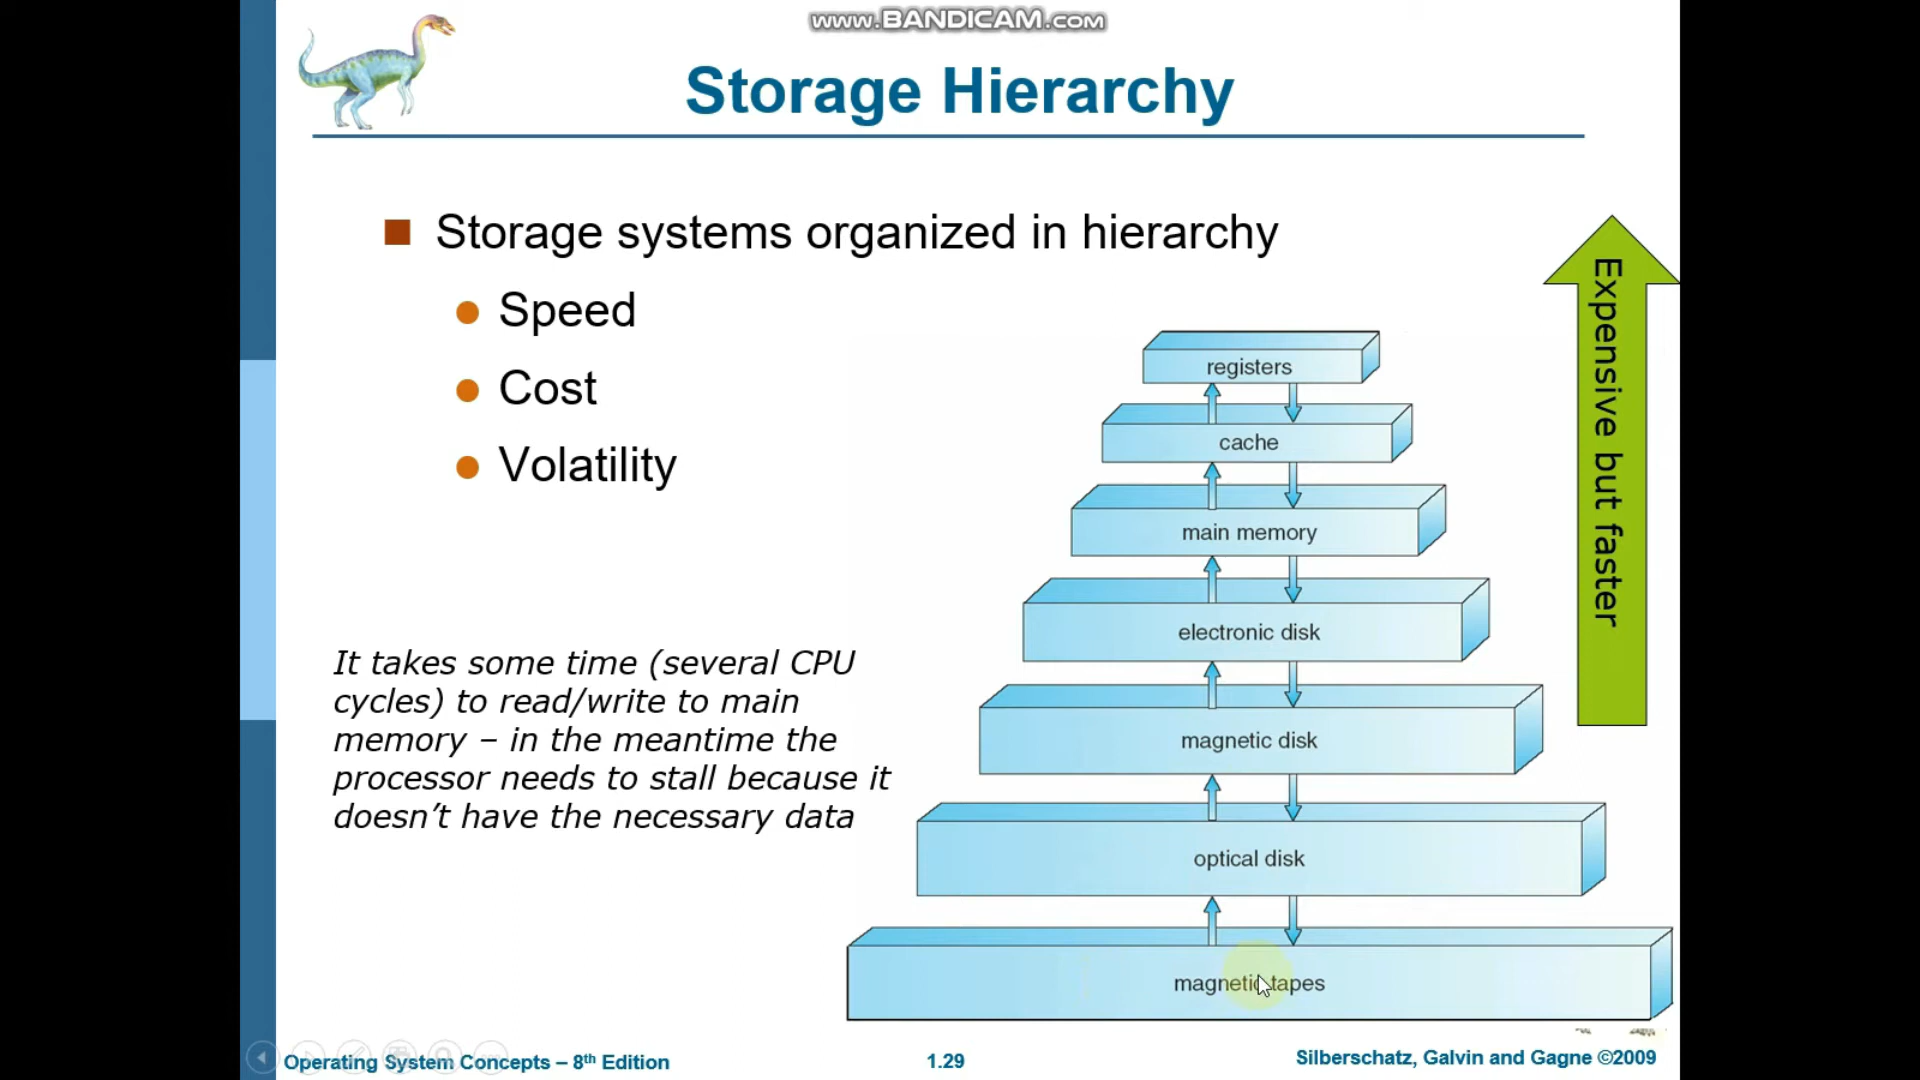 www.BANDICAM.com
Storage Hierarchy
Storage systems organized in hierarchy
Speed
Cost
Volatility
It takes some time (several CPU
cycles) to read/write to main
memory – in the meantime the
processor needs to stall because it
doesn’t have the necessary data
Expensive but faster
registers
cache
main memory
electronic disk
magnetic disk
optical disk
magnetic tapes
Operating System Concepts – 8th Edition
1.29
Silberschatz, Galvin and Gagne ©2009